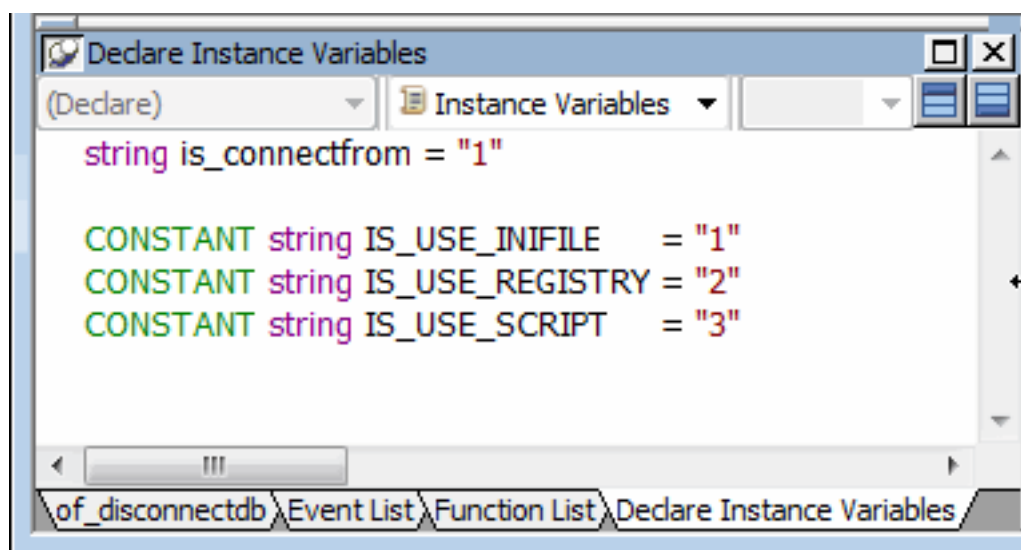 Declare Instance Variables
(Declare) Instance Variables
string is_connectfrom = "1"
CONSTANT string IS_USE_INIFILE = "1"
CONSTANT string IS_USE_REGISTRY = "2"
CONSTANT string IS_USE_SCRIPT = "3"
of_disconnectdb Event List Function List Declare Instance Variables